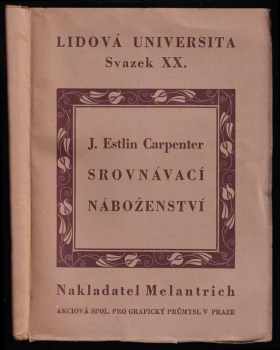 LIDOVÁ UNIVERSITA
Svazek XX.
J. Estlin Carpenter
SROVNÁVACÍ
NÁBOŽENSTVÍ
Nakladatel Melantrich
AKCIOVÁ SPOL. PRO GRAFICKÝ PRŮMYSL V PRAZE